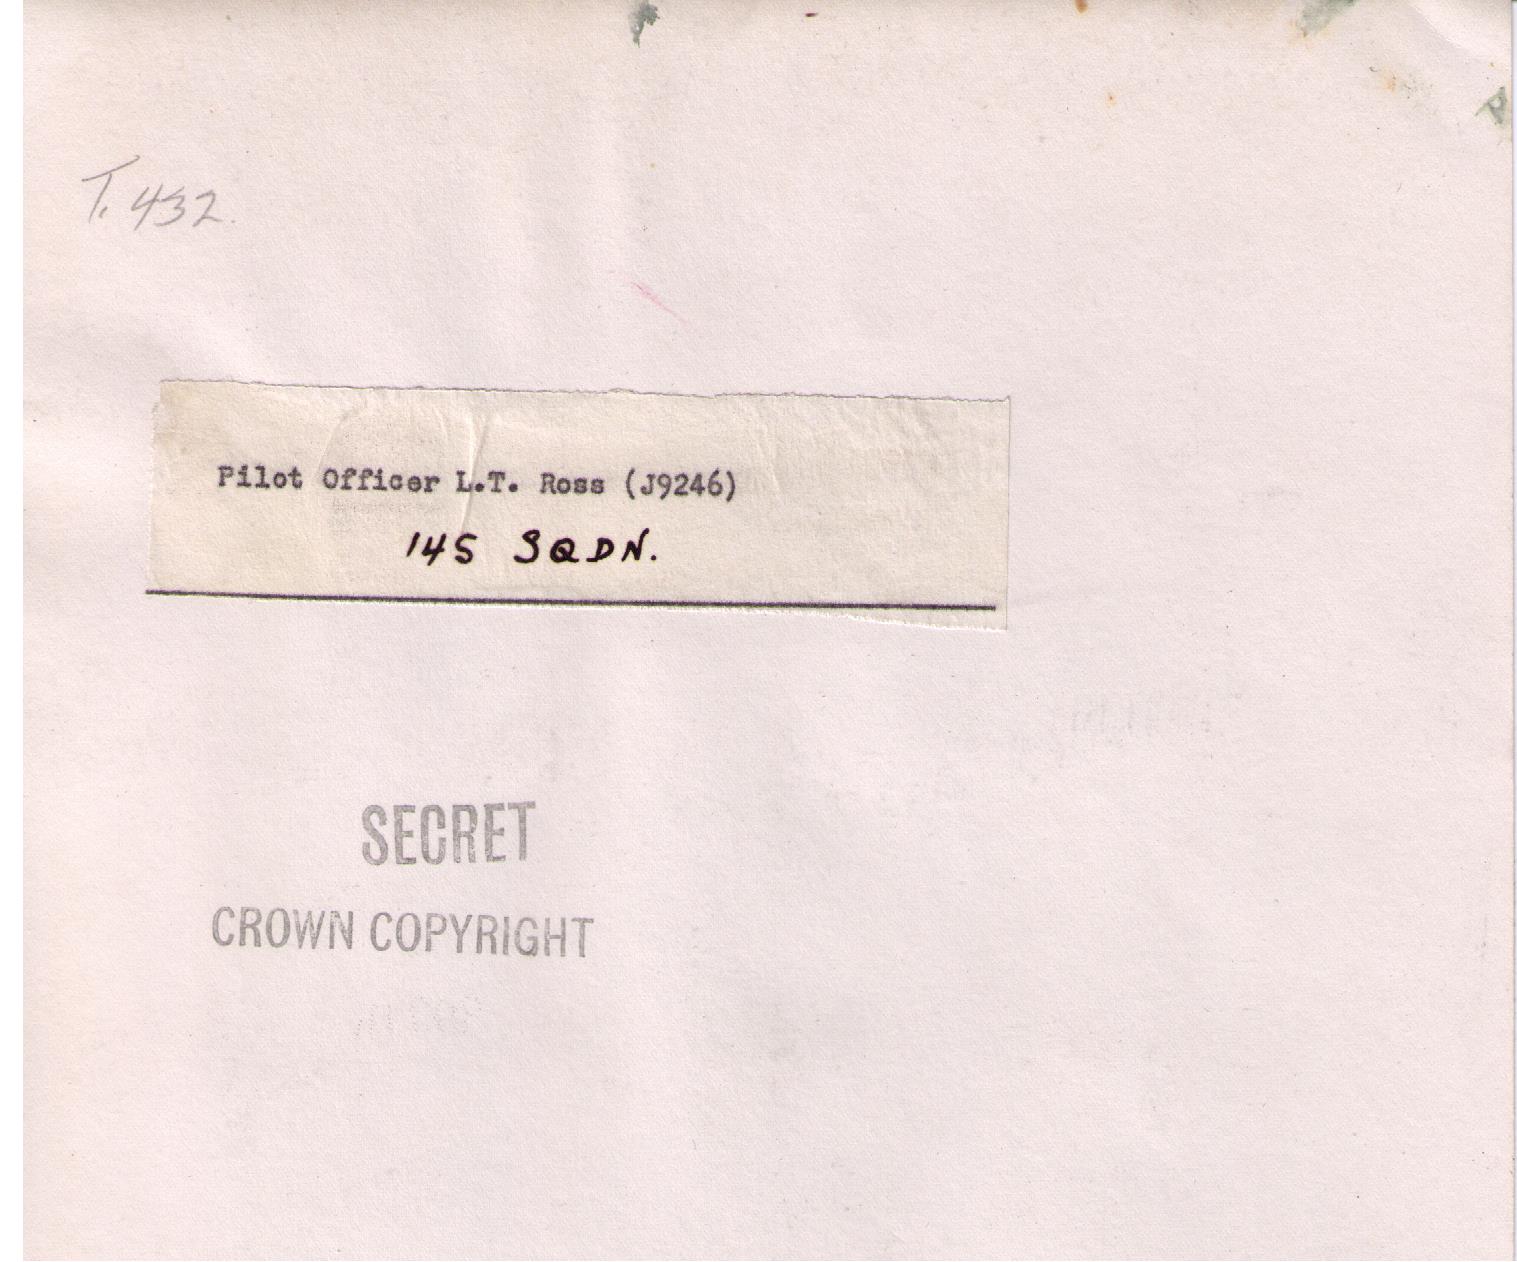 T. 432.
Pilot Officer L.T. Ross (J9246)
145 SQDN.
SECRET
CROWN COPYRIGHT